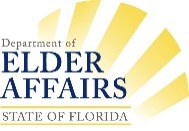 Department of
ELDER
AFFAIRS
STATE OF FLORIDA